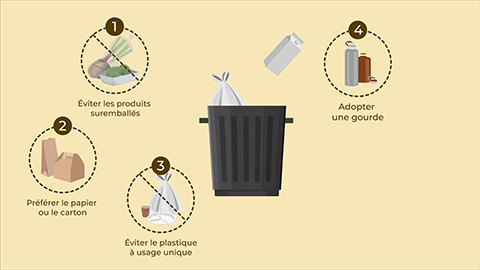 1
Éviter les produits
suremballés
2
Préférer le papier
ou le carton
3
Éviter le plastique
à usage unique
4
Adopter
une gourde